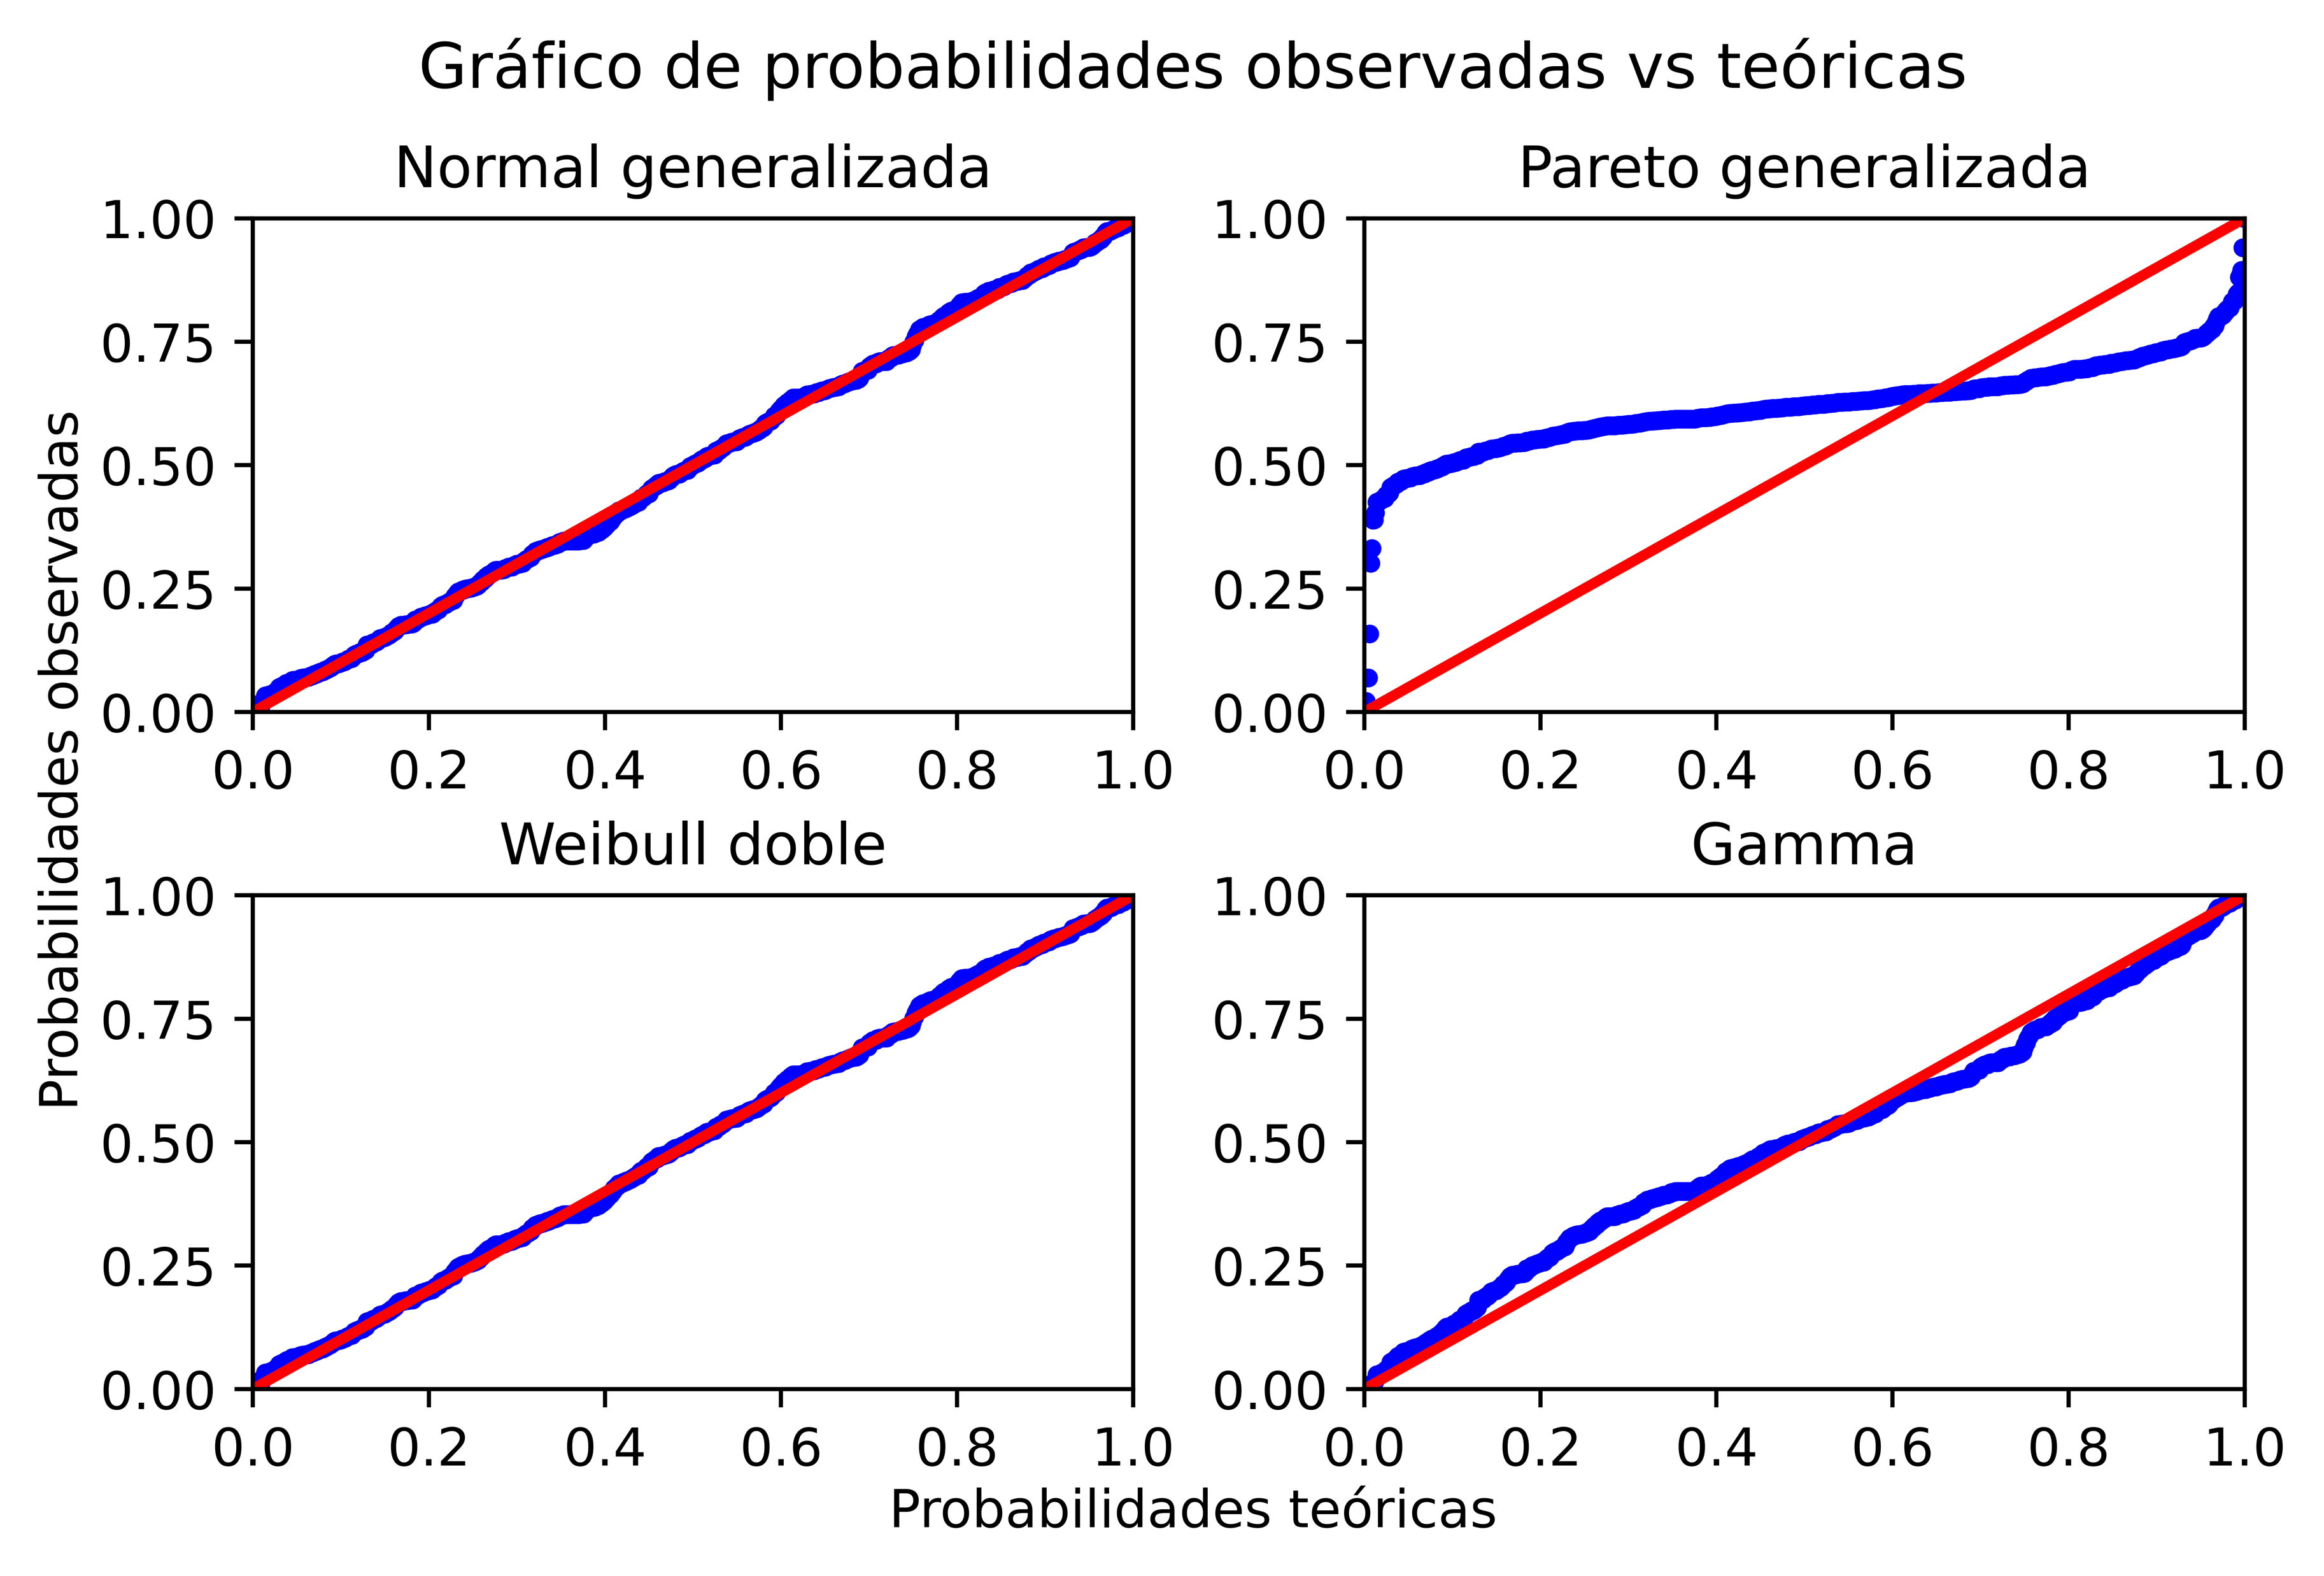 Gráfico de probabilidades observadas vs teóricas
Normal generalizada
1.00
0.75
0.50
0.25
0.00
0.0 0.2 0.4 0.6 0.8 1.0
Pareto generalizada
1.00
0.75
0.50
0.25
0.00
0.0 0.2 0.4 0.6 0.8 1.0
Probabilidades observadas
Weibull doble
1.00
0.75
0.50
0.25
0.00
0.0 0.2 0.4 0.6 0.8 1.0
Gamma
1.00
0.75
0.50
0.25
0.00
0.0 0.2 0.4 0.6 0.8 1.0
Probabilidades teóricas